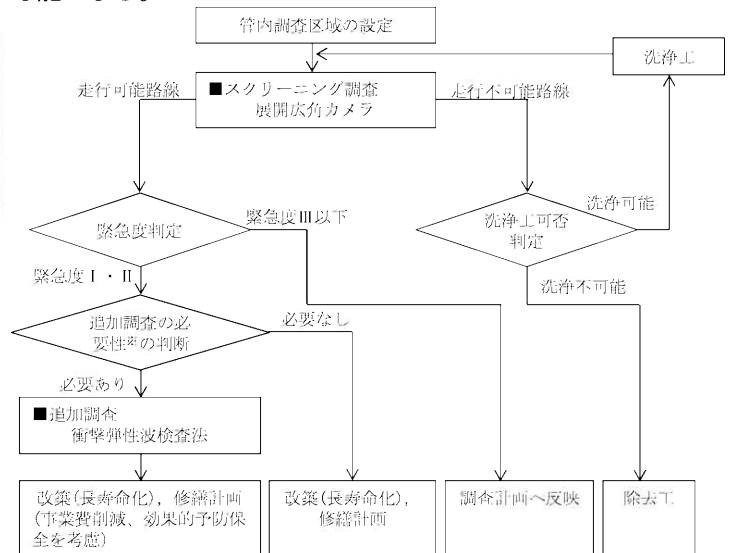 管内調査区域の設定
洗浄工
■スクリーニング調査
展開広角カメラ
走行可能路線
走行不可能路線
洗浄可能
緊急度判定
緊急度Ⅲ以下
洗浄工可否
判定
緊急度Ⅰ・Ⅱ
洗浄不可能
追加調査の必
要性※の判断
必要なし
必要あり
■追加調査
衝撃弾性波検査法
改築(長寿命化)，修繕計画
(事業費削減、効果的予防保
全を考慮)
改築(長寿命化)，
修繕計画
調査計画へ反映
除去工